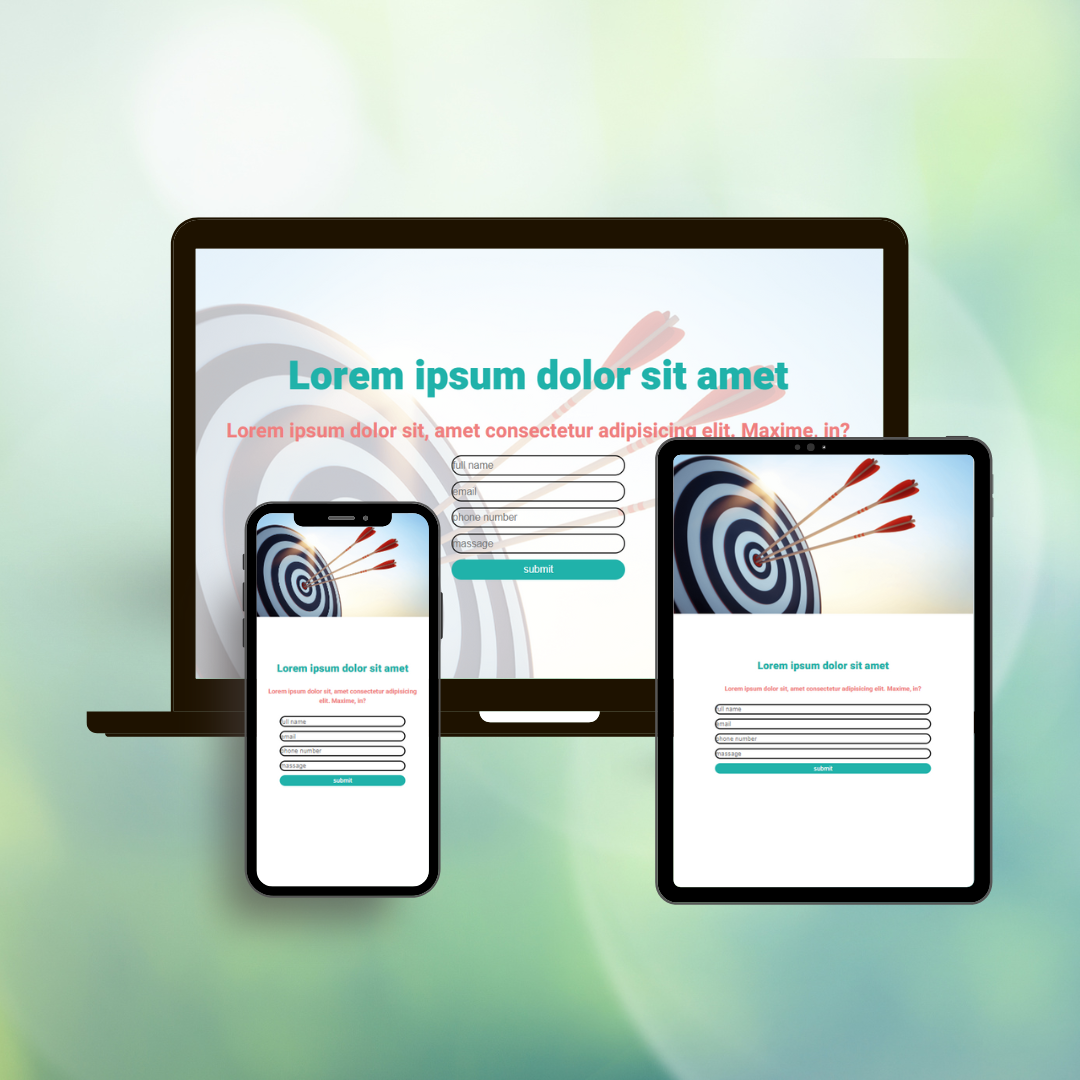 Lorem ipsum dolor sit amet
Lorem ipsum dolor sit, amet consectetur adipisicing elit. Maxime, in?
full name
email
phone number
massage
submit
Lorem ipsum dolor sit amet
Lorem ipsum dolor sit, amet consectetur adipisicing
elit. Maxime, in?
full name
email
phone number
massage
submit
Lorem ipsum dolor sit amet
Lorem ipsum dolor sit, amet consectetur adipisicing elit. Maxime, in?
full name
email
phone number
massage
submit